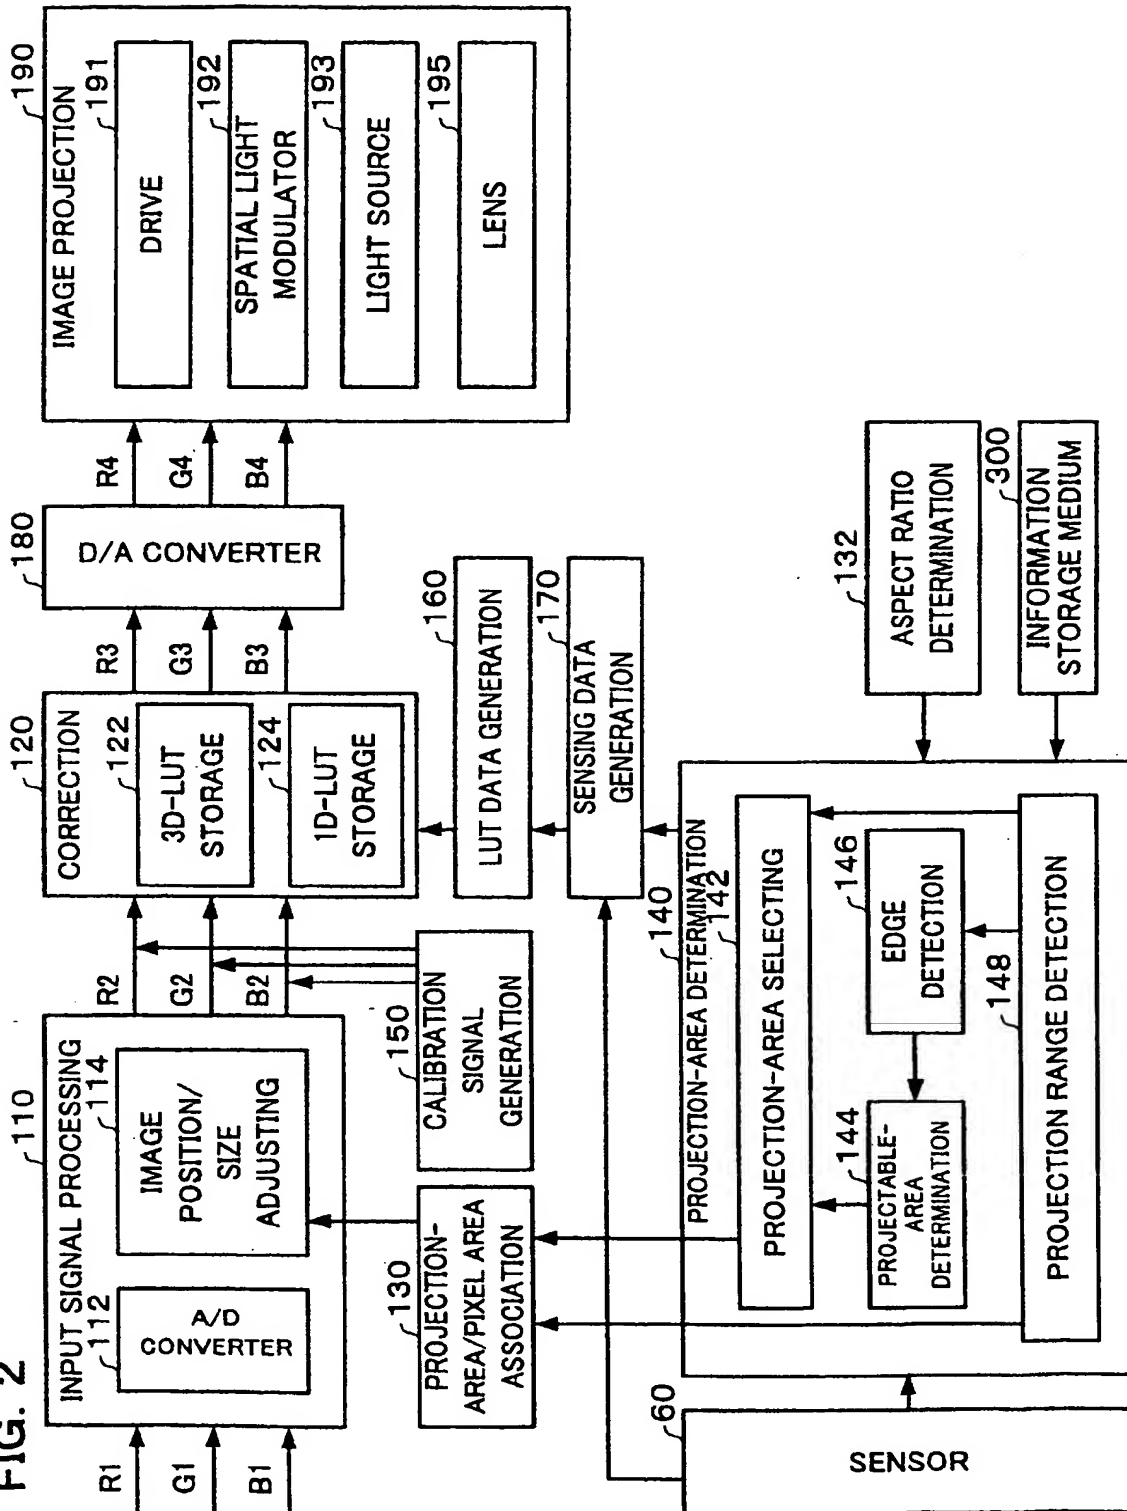 FIG. 2
R1
G1
B1
110
INPUT SIGNAL PROCESSING
112
A/D
CONVERTER
114
IMAGE
POSITION/
SIZE
ADJUSTING
R2
G2
B2
120
CORRECTION
122
3D-LUT
STORAGE
124
1D-LUT
STORAGE
R3
G3
B3
180
D/A CONVERTER
R4
G4
B4
190
IMAGE PROJECTION
191
DRIVE
192
SPATIAL LIGHT
MODULATOR
193
LIGHT SOURCE
195
LENS
130
PROJECTION-
AREA/PIXEL AREA
ASSOCIATION
150
CALIBRATION
SIGNAL
GENERATION
160
LUT DATA GENERATION
170
SENSING DATA
GENERATION
60
SENSOR
140
PROJECTION-AREA DETERMINATION
142
PROJECTION-AREA SELECTING
144
PROJECTABLE-
AREA
DETERMINATION
146
EDGE
DETECTION
148
PROJECTION RANGE DETECTION
132
ASPECT RATIO
DETERMINATION
300
INFORMATION
STORAGE MEDIUM